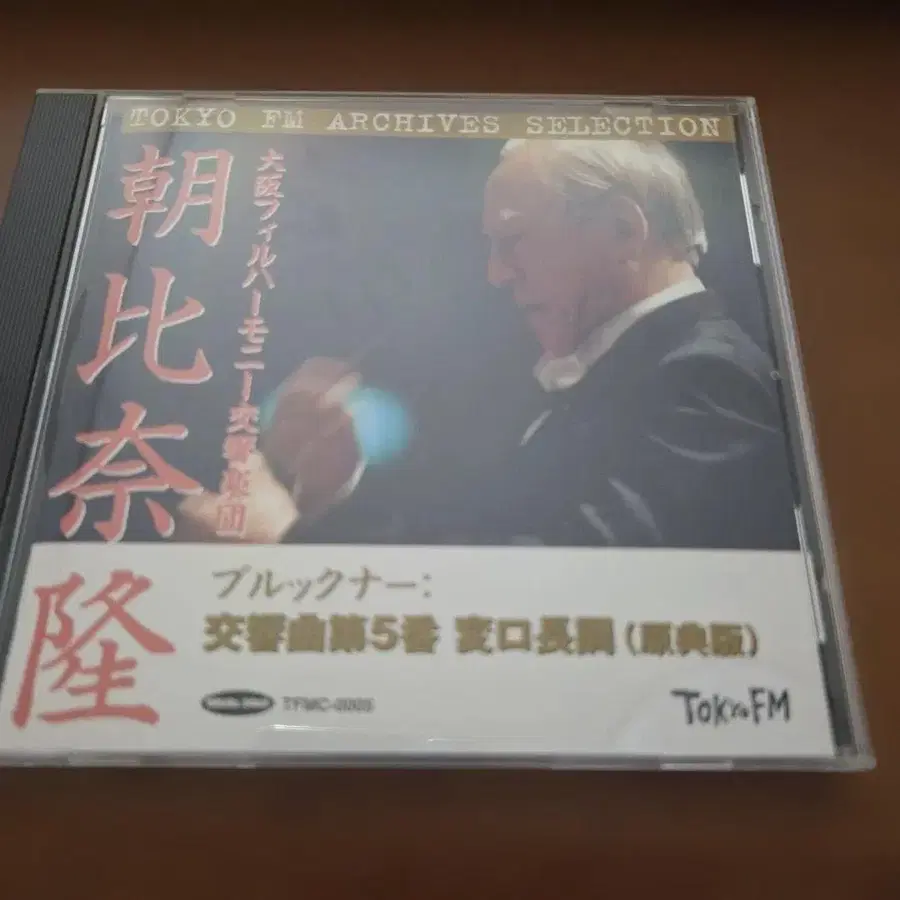 TOKYO FM ARCHIVES SELECTION
朝比奈隆
大阪フィルハーモニー交響楽団
ブルックナー:
交響曲第5番 変ロ長調(原典版)
TOKYO FM